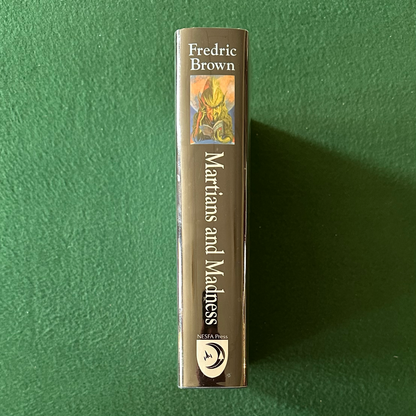 Fredric
Brown
Martians and Madness
NESFA Press